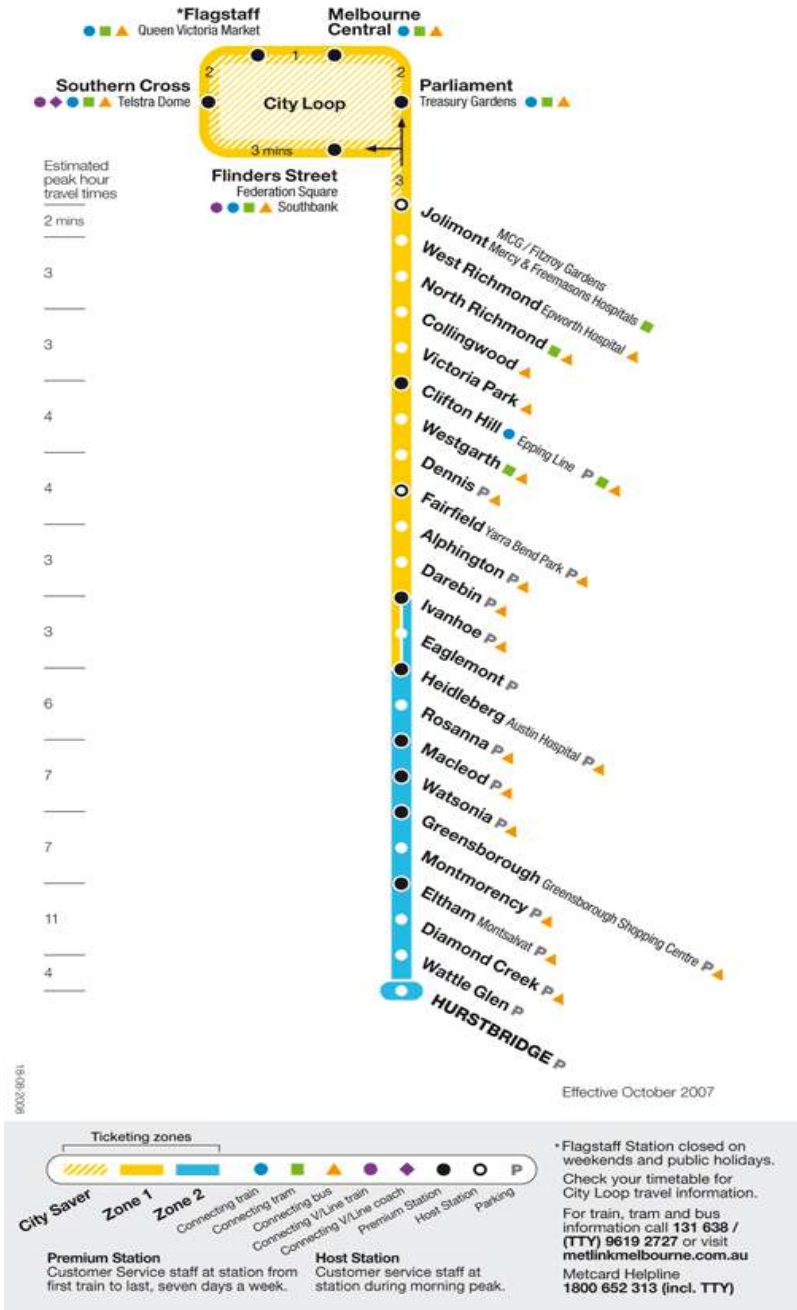 *Flagstaff
Queen Victoria Market
Melbourne
Central
Southern Cross
Telstra Dome
Parliament
Treasury Gardens
City Loop
1
2
2
3 mins
3
Flinders Street
Federation Square
Southbank
Estimated
peak hour
travel times
2 mins
3
3
4
4
3
3
6
7
7
11
4
Jolimont MCG / Fitzroy Gardens
Mercy & Freemasons Hospitals
West Richmond Epworth Hospital
North Richmond
Collingwood
Victoria Park
Clifton Hill Epping Line P
Westgarth
Dennis P
Fairfield Yarra Bend Park P
Alphington P
Darebin P
Ivanhoe P
Eaglemont P
Heidleberg Austin Hospital P
Rosanna P
Macleod P
Watsonia P
Greensborough Greensborough Shopping Centre P
Montmorency P
Eltham Montsalvat P
Diamond Creek P
Wattle Glen P
HURSTBRIDGE P
18-06-2008
Effective October 2007
Ticketing zones
City Saver
Zone 1
Zone 2
Connecting train
Connecting tram
Connecting bus
Connecting V/Line train
Connecting V/Line coach
Premium Station
Host Station
P
Parking
Premium Station
Customer Service staff at station from
first train to last, seven days a week.
Host Station
Customer service staff at
station during morning peak.
*Flagstaff Station closed on
weekends and public holidays.
Check your timetable for
City Loop travel information.
For train, tram and bus
information call 131 638 /
(TTY) 9619 2727 or visit
metlinkmelbourne.com.au
Metcard Helpline
1800 652 313 (incl. TTY)